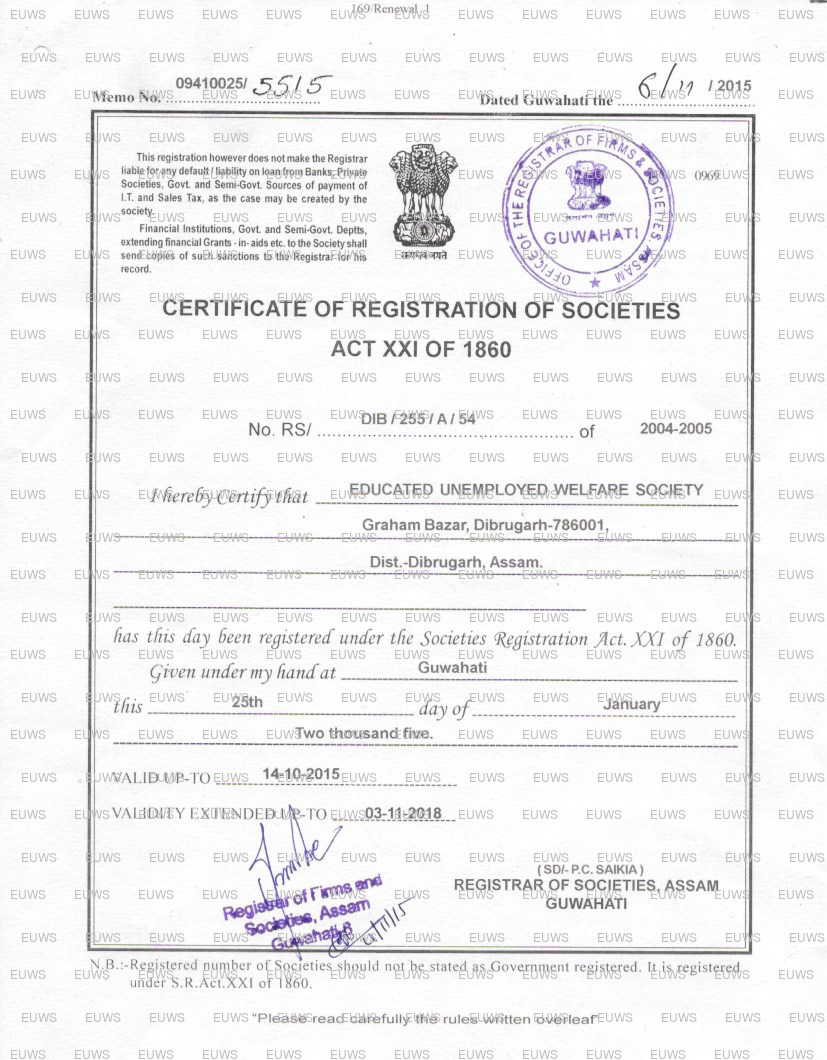 169/Renewal 1
Memo No. 09410025/ 5515 Dated Guwahati the 6/11 / 2015
This registration however does not make the Registrar
liable for any default / liability on loan from Banks, Private
Societies, Govt. and Semi-Govt. Sources of payment of
I.T. and Sales Tax, as the case may be created by the
society.
Financial Institutions, Govt. and Semi-Govt. Deptts,
extending financial Grants - in- aids etc. to the Society shall
send copies of such sanctions to the Registrar for his
record.
सत्यमेव जयते
OFFICE OF THE REGISTRAR OF FIRMS & SOCIETIES ASSAM
GUWAHATI
0969
CERTIFICATE OF REGISTRATION OF SOCIETIES
ACT XXI OF 1860
No. RS/ DIB / 255 / A / 54 of 2004-2005
I hereby Certify that EDUCATED UNEMPLOYED WELFARE SOCIETY
Graham Bazar, Dibrugarh-786001,
Dist.-Dibrugarh, Assam.
has this day been registered under the Societies Registration Act. XXI of 1860.
Given under my hand at Guwahati
this 25th day of January
Two thousand five.
VALID UP-TO 14-10-2015
VALIDITY EXTENDED UP-TO 03-11-2018
Registrar of Firms and
Societies, Assam
Guwahati-8
( SD/- P.C. SAIKIA )
REGISTRAR OF SOCIETIES, ASSAM
GUWAHATI
N.B.:-Registered number of Societies should not be stated as Government registered. It is registered
under S.R.Act.XXI of 1860.
"Please read carefully the rules written overleaf"
EUWS